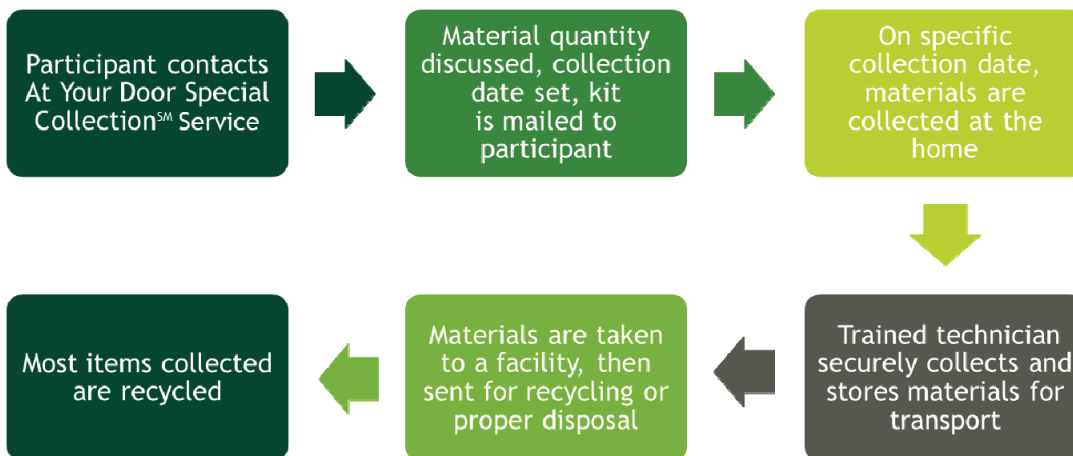 Participant contacts
At Your Door Special
Collection℠ Service
Material quantity
discussed, collection
date set, kit
is mailed to
participant
On specific
collection date,
materials are
collected at the
home
Trained technician
securely collects and
stores materials for
transport
Materials are taken
to a facility, then
sent for recycling or
proper disposal
Most items collected
are recycled